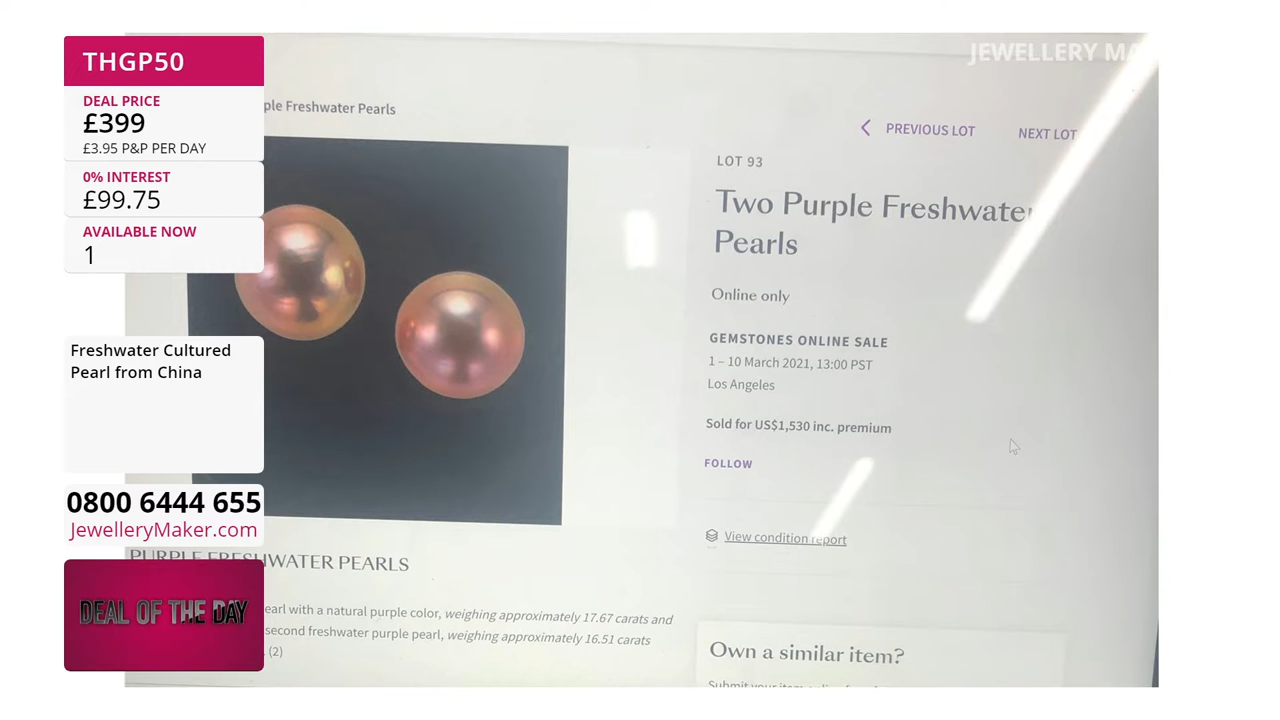 THGP50
DEAL PRICE
£399
£3.95 P&P PER DAY
0% INTEREST
£99.75
AVAILABLE NOW
1
Freshwater Cultured
Pearl from China
0800 6444 655
JewelleryMaker.com
DEAL OF THE DAY
JEWELLERY MA
Freshwater Pearls
PREVIOUS LOT
NEXT LOT
LOT 93
Two Purple Freshwater
Pearls
Online only
GEMSTONES ONLINE SALE
1 – 10 March 2021, 13:00 PST
Los Angeles
Sold for US$1,530 inc. premium
FOLLOW
View condition report
PURPLE FRESHWATER PEARLS
earl with a natural purple color, weighing approximately 17.67 carats and
second freshwater purple pearl, weighing approximately 16.51 carats
(2)
Own a similar item?